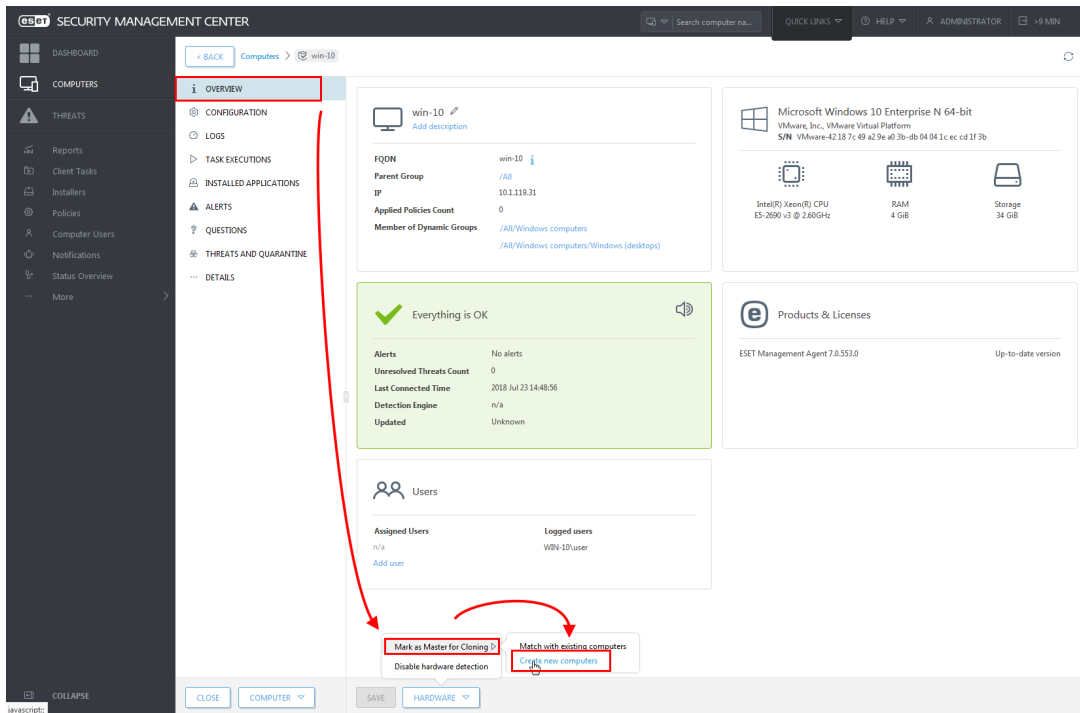 eset SECURITY MANAGEMENT CENTER
Search computer na...
QUICK LINKS
HELP
ADMINISTRATOR
>9 MIN
DASHBOARD
COMPUTERS
THREATS
Reports
Client Tasks
Installers
Policies
Computer Users
Notifications
Status Overview
More
COLLAPSE
javascript:;
< BACK
Computers > win-10
OVERVIEW
CONFIGURATION
LOGS
TASK EXECUTIONS
INSTALLED APPLICATIONS
ALERTS
QUESTIONS
THREATS AND QUARANTINE
DETAILS
win-10
Add description
FQDN win-10
Parent Group /All
IP 10.1.119.31
Applied Policies Count 0
Member of Dynamic Groups /All/Windows computers
/All/Windows computers/Windows (desktops)
Microsoft Windows 10 Enterprise N 64-bit
VMware, Inc., VMware Virtual Platform
S/N VMware-42 18 7c 49 a2 9e a0 3b-db 04 04 1c ec cd 1f 3b
Intel(R) Xeon(R) CPU
E5-2690 v3 @ 2.60GHz
RAM
4 GiB
Storage
34 GiB
Everything is OK
Alerts No alerts
Unresolved Threats Count 0
Last Connected Time 2018 Jul 23 14:48:56
Detection Engine n/a
Updated Unknown
Products & Licenses
ESET Management Agent 7.0.553.0 Up-to-date version
Users
Assigned Users
n/a
Add user
Logged users
WIN-10\user
Mark as Master for Cloning
Disable hardware detection
Match with existing computers
Create new computers
CLOSE
COMPUTER
SAVE
HARDWARE